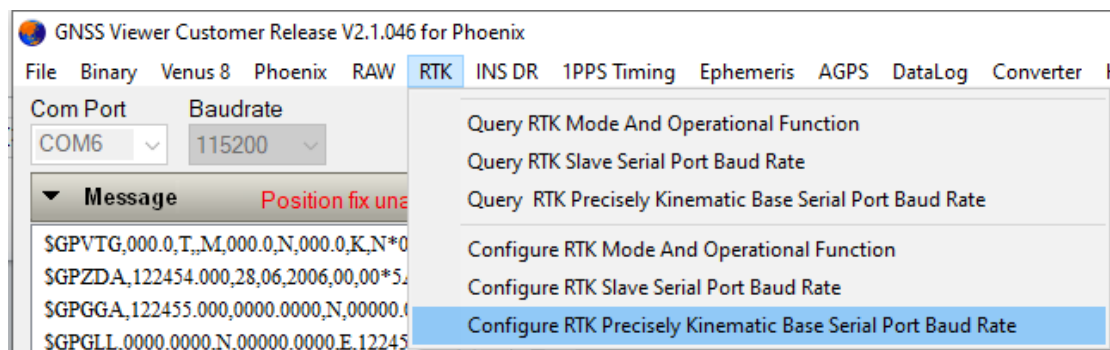 GNSS Viewer Customer Release V2.1.046 for Phoenix
File Binary Venus 8 Phoenix RAW RTK INS DR 1PPS Timing Ephemeris AGPS DataLog Converter
Com Port Baudrate
COM6 115200
Query RTK Mode And Operational Function
Query RTK Slave Serial Port Baud Rate
Query RTK Precisely Kinematic Base Serial Port Baud Rate
Configure RTK Mode And Operational Function
Configure RTK Slave Serial Port Baud Rate
Configure RTK Precisely Kinematic Base Serial Port Baud Rate
Message Position fix una
$GPVTG,000.0,T,,M,000.0,N,000.0,K,N*0
$GPZDA,122454.000,28,06,2006,00,00*5
$GPGGA,122455.000,0000.0000,N,00000.0
$GPGLL,0000.0000,N,00000.0000,E,12245